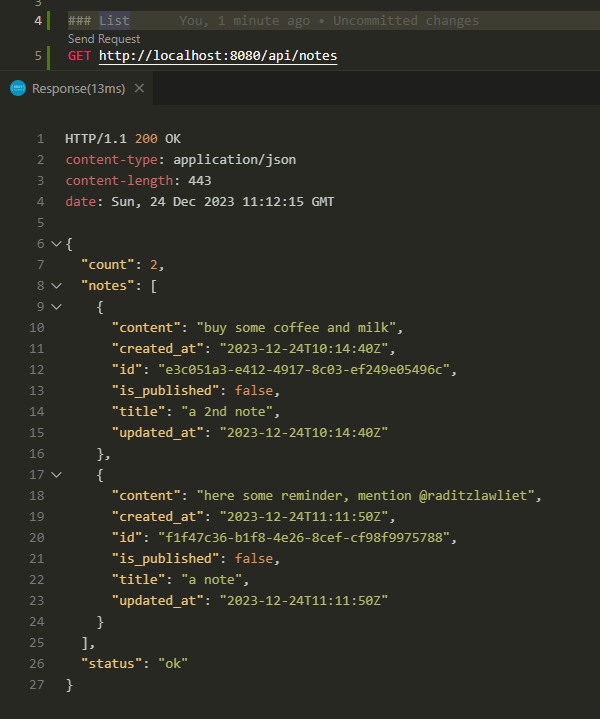 3
4 ### List You, 1 minute ago • Uncommitted changes
Send Request
5 GET http://localhost:8080/api/notes
Response(13ms) ×
1 HTTP/1.1 200 OK
2 content-type: application/json
3 content-length: 443
4 date: Sun, 24 Dec 2023 11:12:15 GMT
5
6 {
7 "count": 2,
8 "notes": [
9 {
10 "content": "buy some coffee and milk",
11 "created_at": "2023-12-24T10:14:40Z",
12 "id": "e3c051a3-e412-4917-8c03-ef249e05496c",
13 "is_published": false,
14 "title": "a 2nd note",
15 "updated_at": "2023-12-24T10:14:40Z"
16 },
17 {
18 "content": "here some reminder, mention @raditzlawliet",
19 "created_at": "2023-12-24T11:11:50Z",
20 "id": "f1f47c36-b1f8-4e26-8cef-cf98f9975788",
21 "is_published": false,
22 "title": "a note",
23 "updated_at": "2023-12-24T11:11:50Z"
24 }
25 ],
26 "status": "ok"
27 }